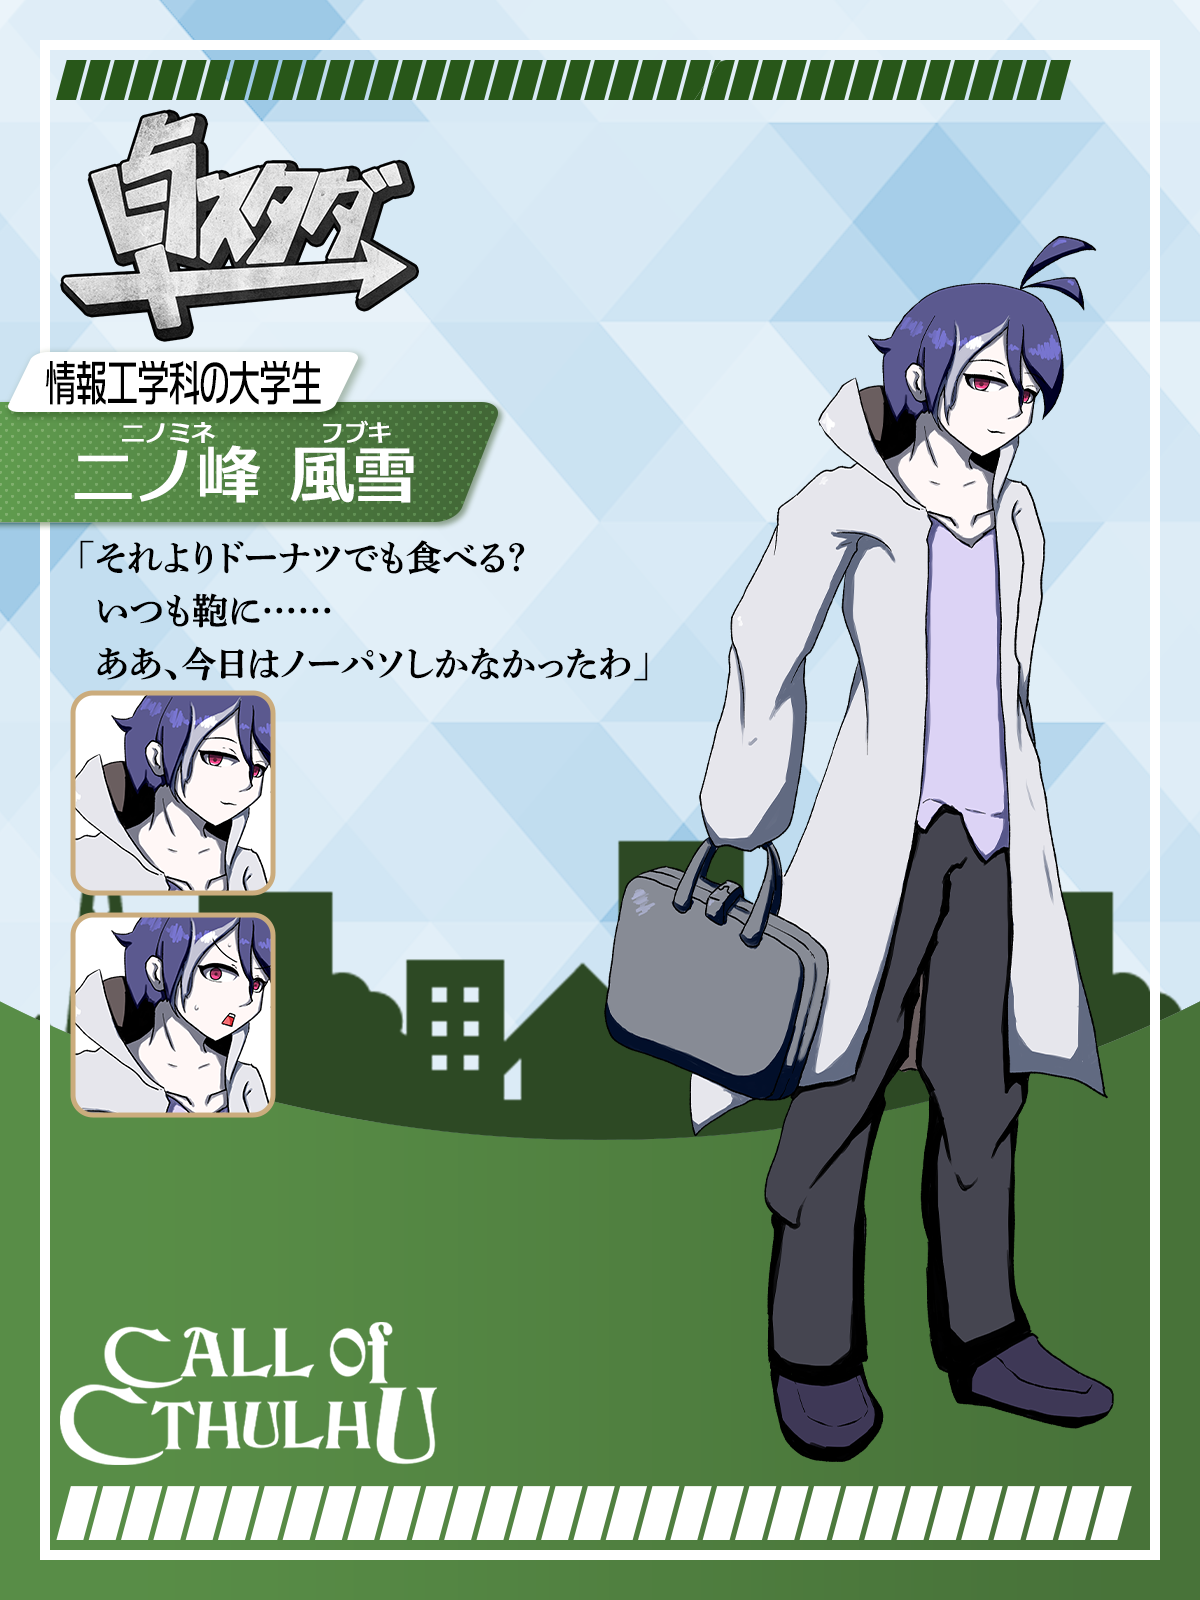 卓スタダ
情報工学科の大学生
ニノミネ フブキ
二ノ峰 風雪
「それよりドーナツでも食べる?
いつも鞄に……
ああ、今日はノーパソしかなかったわ」
CALL of
CTHULHU